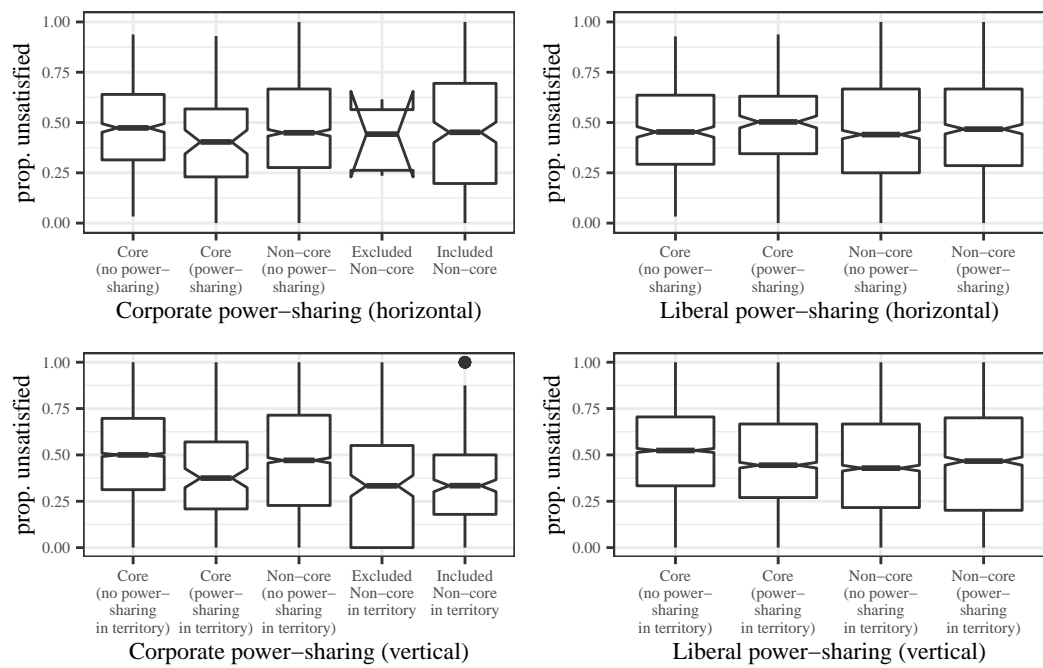 prop. unsatisfied
1.00
0.75
0.50
0.25
0.00
Core
(no power−
sharing)
Core
(power−
sharing)
Non−core
(no power−
sharing)
Excluded
Non−core
Included
Non−core
Corporate power−sharing (horizontal)
prop. unsatisfied
1.00
0.75
0.50
0.25
0.00
Core
(no power−
sharing)
Core
(power−
sharing)
Non−core
(no power−
sharing)
Non−core
(power−
sharing)
Liberal power−sharing (horizontal)
prop. unsatisfied
1.00
0.75
0.50
0.25
0.00
Core
(no power−
sharing
in territory)
Core
(power−
sharing
in territory)
Non−core
(no power−
sharing
in territory)
Excluded
Non−core
in territory
Included
Non−core
in territory
Corporate power−sharing (vertical)
prop. unsatisfied
1.00
0.75
0.50
0.25
0.00
Core
(no power−
sharing
in territory)
Core
(power−
sharing
in territory)
Non−core
(no power−
sharing
in territory)
Non−core
(power−
sharing
in territory)
Liberal power−sharing (vertical)